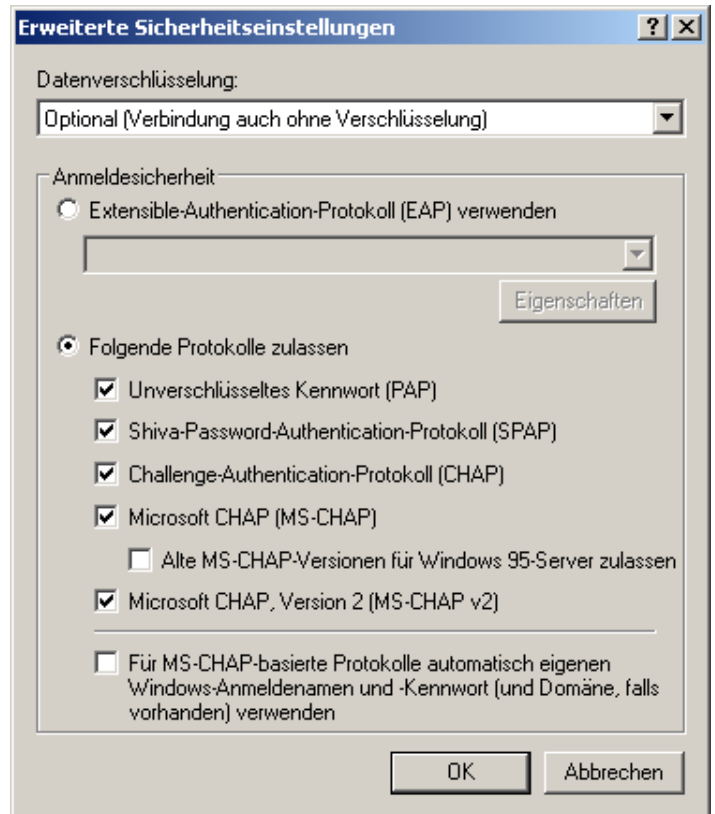 Erweiterte Sicherheitseinstellungen
Datenverschlüsselung:
Optional (Verbindung auch ohne Verschlüsselung)
Anmeldesicherheit
Extensible-Authentication-Protokoll (EAP) verwenden
Eigenschaften
Folgende Protokolle zulassen
Unverschlüsseltes Kennwort (PAP)
Shiva-Password-Authentication-Protokoll (SPAP)
Challenge-Authentication-Protokoll (CHAP)
Microsoft CHAP (MS-CHAP)
Alte MS-CHAP-Versionen für Windows 95-Server zulassen
Microsoft CHAP, Version 2 (MS-CHAP v2)
Für MS-CHAP-basierte Protokolle automatisch eigenen
Windows-Anmeldenamen und -Kennwort (und Domäne, falls
vorhanden) verwenden
OK Abbrechen